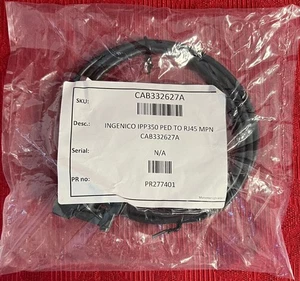 SKU: CAB332627A
Desc.: INGENICO IPP350 PED TO RJ45 MPN
CAB332627A
Serial: N/A
PR no: PR277401